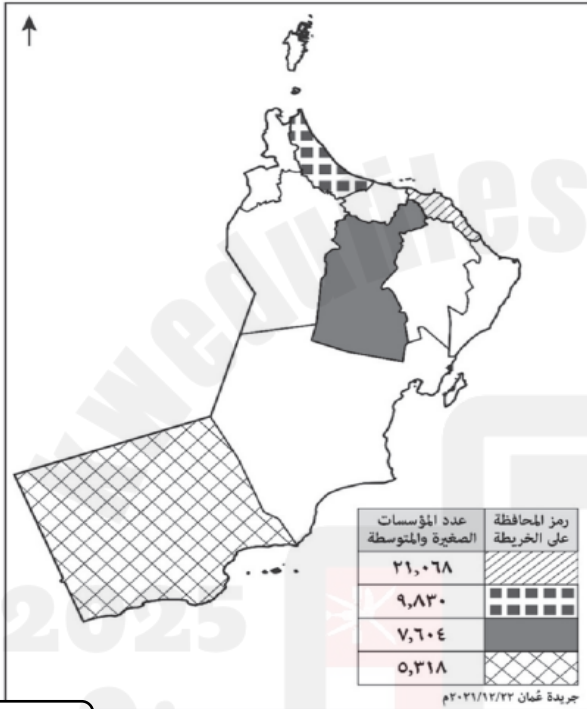 رمز المحافظة على الخريطة
عدد المؤسسات الصغيرة والمتوسطة
٢١,٠٦٨
٩,٨٣٠
٧,٦٠٤
٥,٣١٨
جريدة عُمان ٢٠٢١/١٢/٢٢م
2025